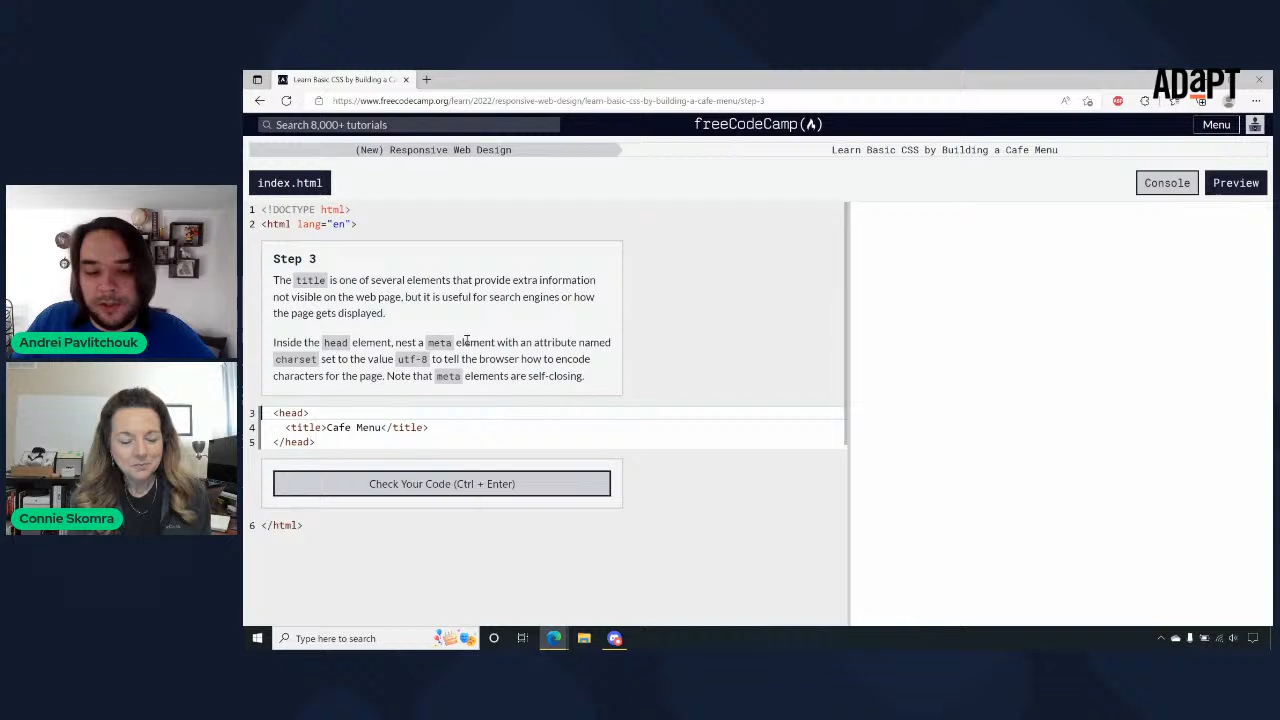 ADAPT
Learn Basic CSS by Building a Ca
https://www.freecodecamp.org/learn/2022/responsive-web-design/learn-basic-css-by-building-a-cafe-menu/step-3
Search 8,000+ tutorials
freeCodeCamp(🔥)
Menu
(New) Responsive Web Design
Learn Basic CSS by Building a Cafe Menu
index.html
Console
Preview
1 <!DOCTYPE html>
2 <html lang="en">
Step 3
The title is one of several elements that provide extra information
not visible on the web page, but it is useful for search engines or how
the page gets displayed.
Inside the head element, nest a meta element with an attribute named
charset set to the value utf-8 to tell the browser how to encode
characters for the page. Note that meta elements are self-closing.
3 <head>
4 <title>Cafe Menu</title>
5 </head>
Check Your Code (Ctrl + Enter)
6 </html>
Andrei Pavlitchouk
Connie Skomra
Type here to search